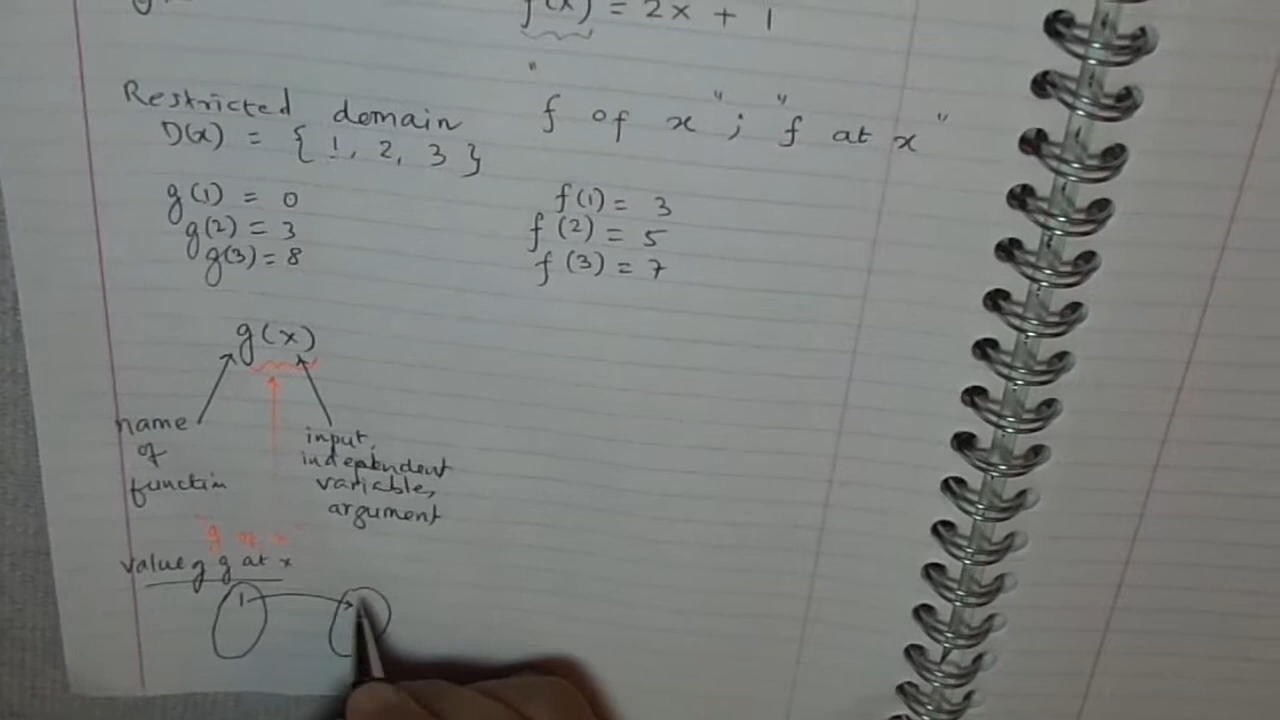 f(x) = 2x + 1
Restricted domain
D(x) = { 1, 2, 3 }
"f of x" ; "f at x"
g(1) = 0
g(2) = 3
g(3) = 8
f(1) = 3
f(2) = 5
f(3) = 7
g(x)
name
of
functin
input,
independent
variable,
argument
"g of x"
value g g at x
1